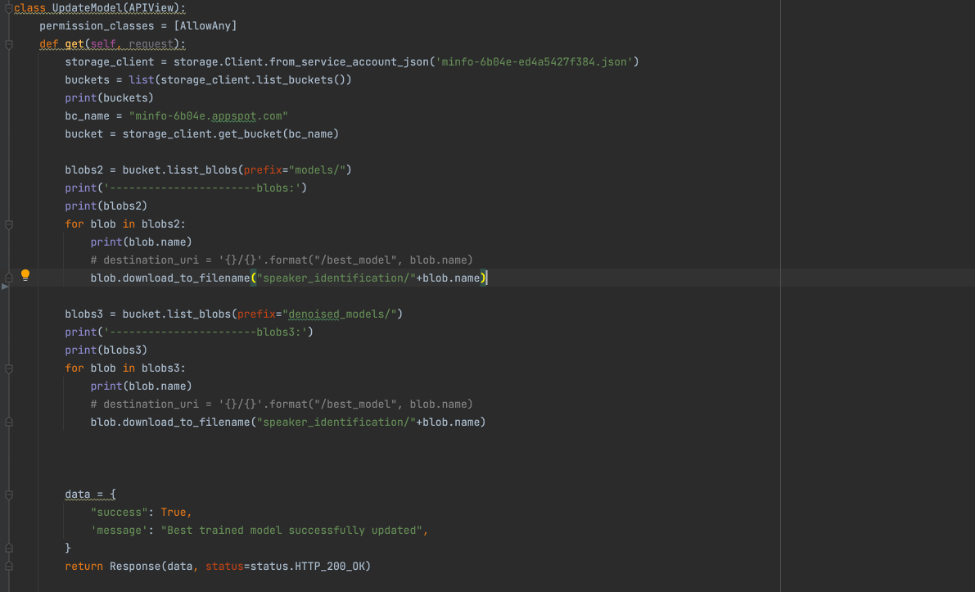 class UpdateModel(APIView):
    permission_classes = [AllowAny]
    def get(self, request):
        storage_client = storage.Client.from_service_account_json('minfo-6b04e-ed4a5427f384.json')
        buckets = list(storage_client.list_buckets())
        print(buckets)
        bc_name = "minfo-6b04e.appspot.com"
        bucket = storage_client.get_bucket(bc_name)
        blobs2 = bucket.lisst_blobs(prefix="models/")
        print('-----------------------blobs:')
        print(blobs2)
        for blob in blobs2:
            print(blob.name)
            # destination_uri = '{}/{}'.format("/best_model", blob.name)
            blob.download_to_filename("speaker_identification/"+blob.name)
        blobs3 = bucket.list_blobs(prefix="denoised_models/")
        print('-----------------------blobs3:')
        print(blobs3)
        for blob in blobs3:
            print(blob.name)
            # destination_uri = '{}/{}'.format("/best_model", blob.name)
            blob.download_to_filename("speaker_identification/"+blob.name)
        data = {
            "success": True,
            'message': "Best trained model successfully updated",
        }
        return Response(data, status=status.HTTP_200_OK)